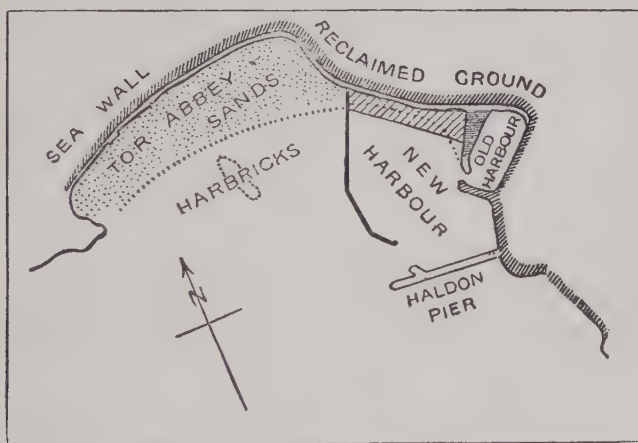 SEA WALL
RECLAIMED GROUND
TOR ABBEY
SANDS
HARBRICKS
NEW
HARBOUR
OLD
HARBOUR
HALDON
PIER
N